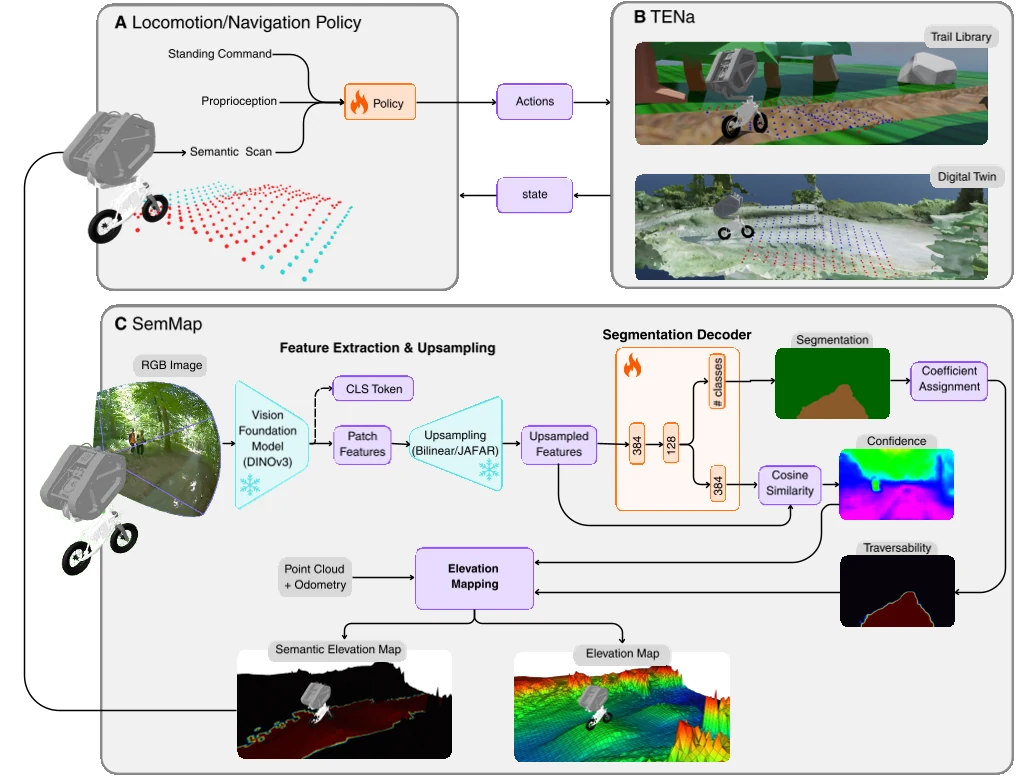 A Locomotion/Navigation Policy
Standing Command
Proprioception
Semantic Scan
Policy
Actions
state
B TENa
Trail Library
Digital Twin
C SemMap
RGB Image
Feature Extraction & Upsampling
Vision
Foundation
Model
(DINOv3)
CLS Token
Patch
Features
Upsampling
(Bilinear/JAFAR)
Upsampled
Features
Segmentation Decoder
384
128
# classes
384
Segmentation
Coefficient
Assignment
Cosine
Similarity
Confidence
Traversability
Point Cloud
+ Odometry
Elevation
Mapping
Semantic Elevation Map
Elevation Map